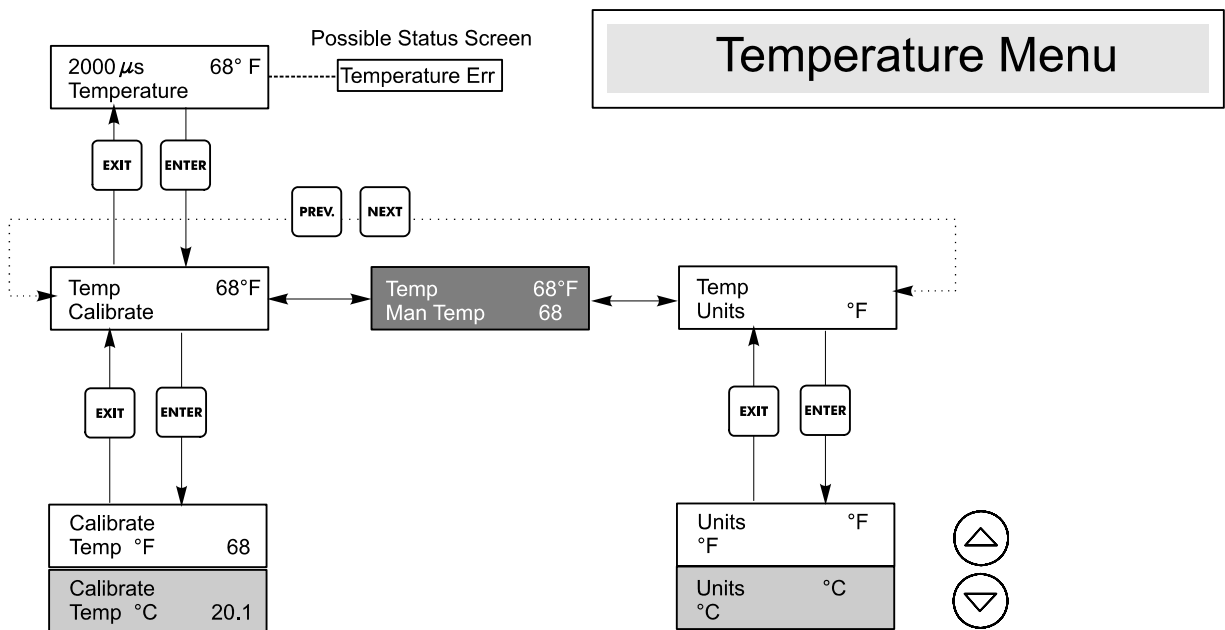 Temperature Menu
Possible Status Screen
2000 μs 68° F
Temperature
Temperature Err
EXIT
ENTER
PREV.
NEXT
Temp 68°F
Calibrate
Temp 68°F
Man Temp 68
Temp
Units °F
EXIT
ENTER
EXIT
ENTER
Calibrate
Temp °F 68
Calibrate
Temp °C 20.1
Units °F
°F
Units °C
°C